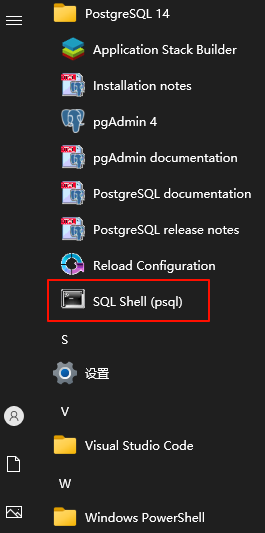 PostgreSQL 14
Application Stack Builder
Installation notes
pgAdmin 4
pgAdmin documentation
PostgreSQL documentation
PostgreSQL release notes
Reload Configuration
SQL Shell (psql)
S
设置
V
Visual Studio Code
W
Windows PowerShell